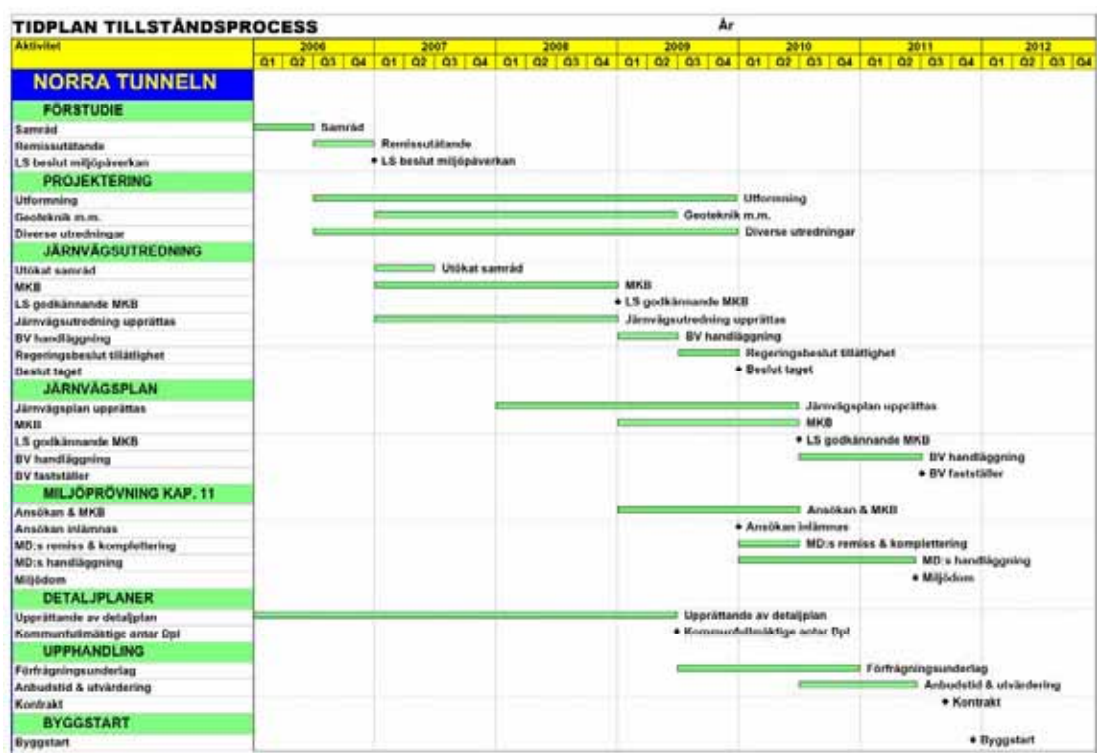 TIDPLAN TILLSTÅNDSPROCESS År
Aktivitet 2006 2007 2008 2009 2010 2011 2012
Q1 Q2 Q3 Q4 Q1 Q2 Q3 Q4 Q1 Q2 Q3 Q4 Q1 Q2 Q3 Q4 Q1 Q2 Q3 Q4 Q1 Q2 Q3 Q4 Q1 Q2 Q3 Q4
NORRA TUNNELN
FÖRSTUDIE
Samråd Samråd
Remissutåtande Remissutåtande
LS beslut miljöpåverkan LS beslut miljöpåverkan
PROJEKTERING
Utformning Utformning
Geoteknik m.m. Geoteknik m.m.
Diverse utredningar Diverse utredningar
JÄRNVÄGSUTREDNING
Utökat samråd Utökat samråd
MKB MKB
LS godkännande MKB LS godkännande MKB
Järnvägsutredning upprättas Järnvägsutredning upprättas
BV handläggning BV handläggning
Regeringsbeslut tillåtlighet Regeringsbeslut tillåtlighet
Beslut taget Beslut taget
JÄRNVÄGSPLAN
Järnvägsplan upprättas Järnvägsplan upprättas
MKB MKB
LS godkännande MKB LS godkännande MKB
BV handläggning BV handläggning
BV fastställer BV fastställer
MILJÖPRÖVNING KAP. 11
Ansökan & MKB Ansökan & MKB
Ansökan inlämnas Ansökan inlämnas
MD:s remiss & komplettering MD:s remiss & komplettering
MD:s handläggning MD:s handläggning
Miljödom Miljödom
DETALJPLANER
Upprättande av detaljplan Upprättande av detaljplan
Kommunfullmäktige antar Dpl Kommunfullmäktige antar Dpl
UPPHANDLING
Förfrågningsunderlag Förfrågningsunderlag
Anbudstid & utvärdering Anbudstid & utvärdering
Kontrakt Kontrakt
BYGGSTART
Byggstart Byggstart